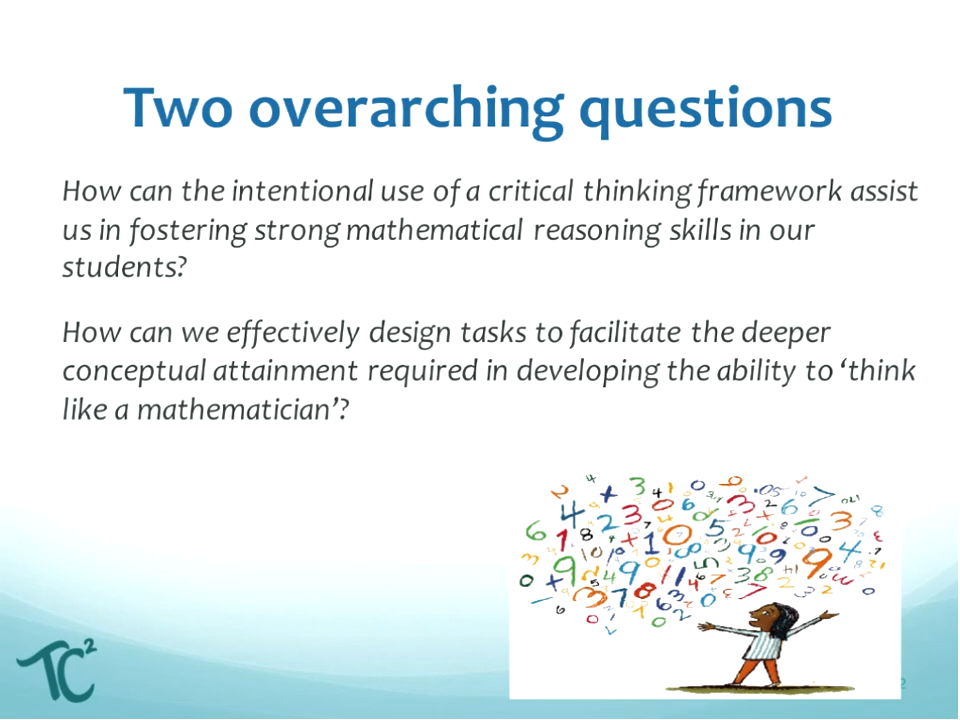 Two overarching questions
How can the intentional use of a critical thinking framework assist
us in fostering strong mathematical reasoning skills in our
students?
How can we effectively design tasks to facilitate the deeper
conceptual attainment required in developing the ability to ‘think
like a mathematician’?
TC²
2